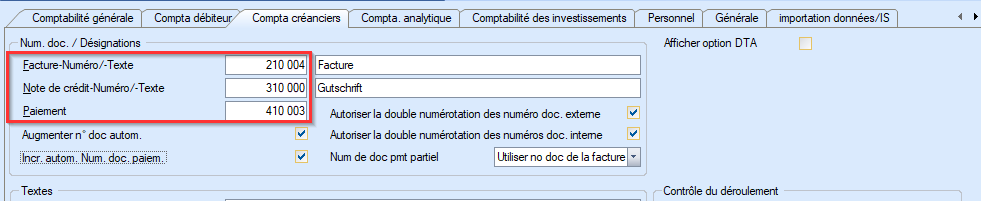 Comptabilité générale Compta débiteur Compta créanciers Compta. analytique Comptabilité des investissements Personnel Générale importation données/IS
Num. doc. / Désignations
Afficher option DTA
Facture-Numéro/-Texte 210 004 Facture
Note de crédit-Numéro/-Texte 310 000 Gutschrift
Paiement 410 003
Autoriser la double numérotation des numéro doc. externe
Augmenter n° doc autom.
Autoriser la double numérotation des numéros doc. interne
Incr. autom. Num. doc. paiem.
Num de doc pmt partiel Utiliser no doc de la facture
Textes
Contrôle du déroulement